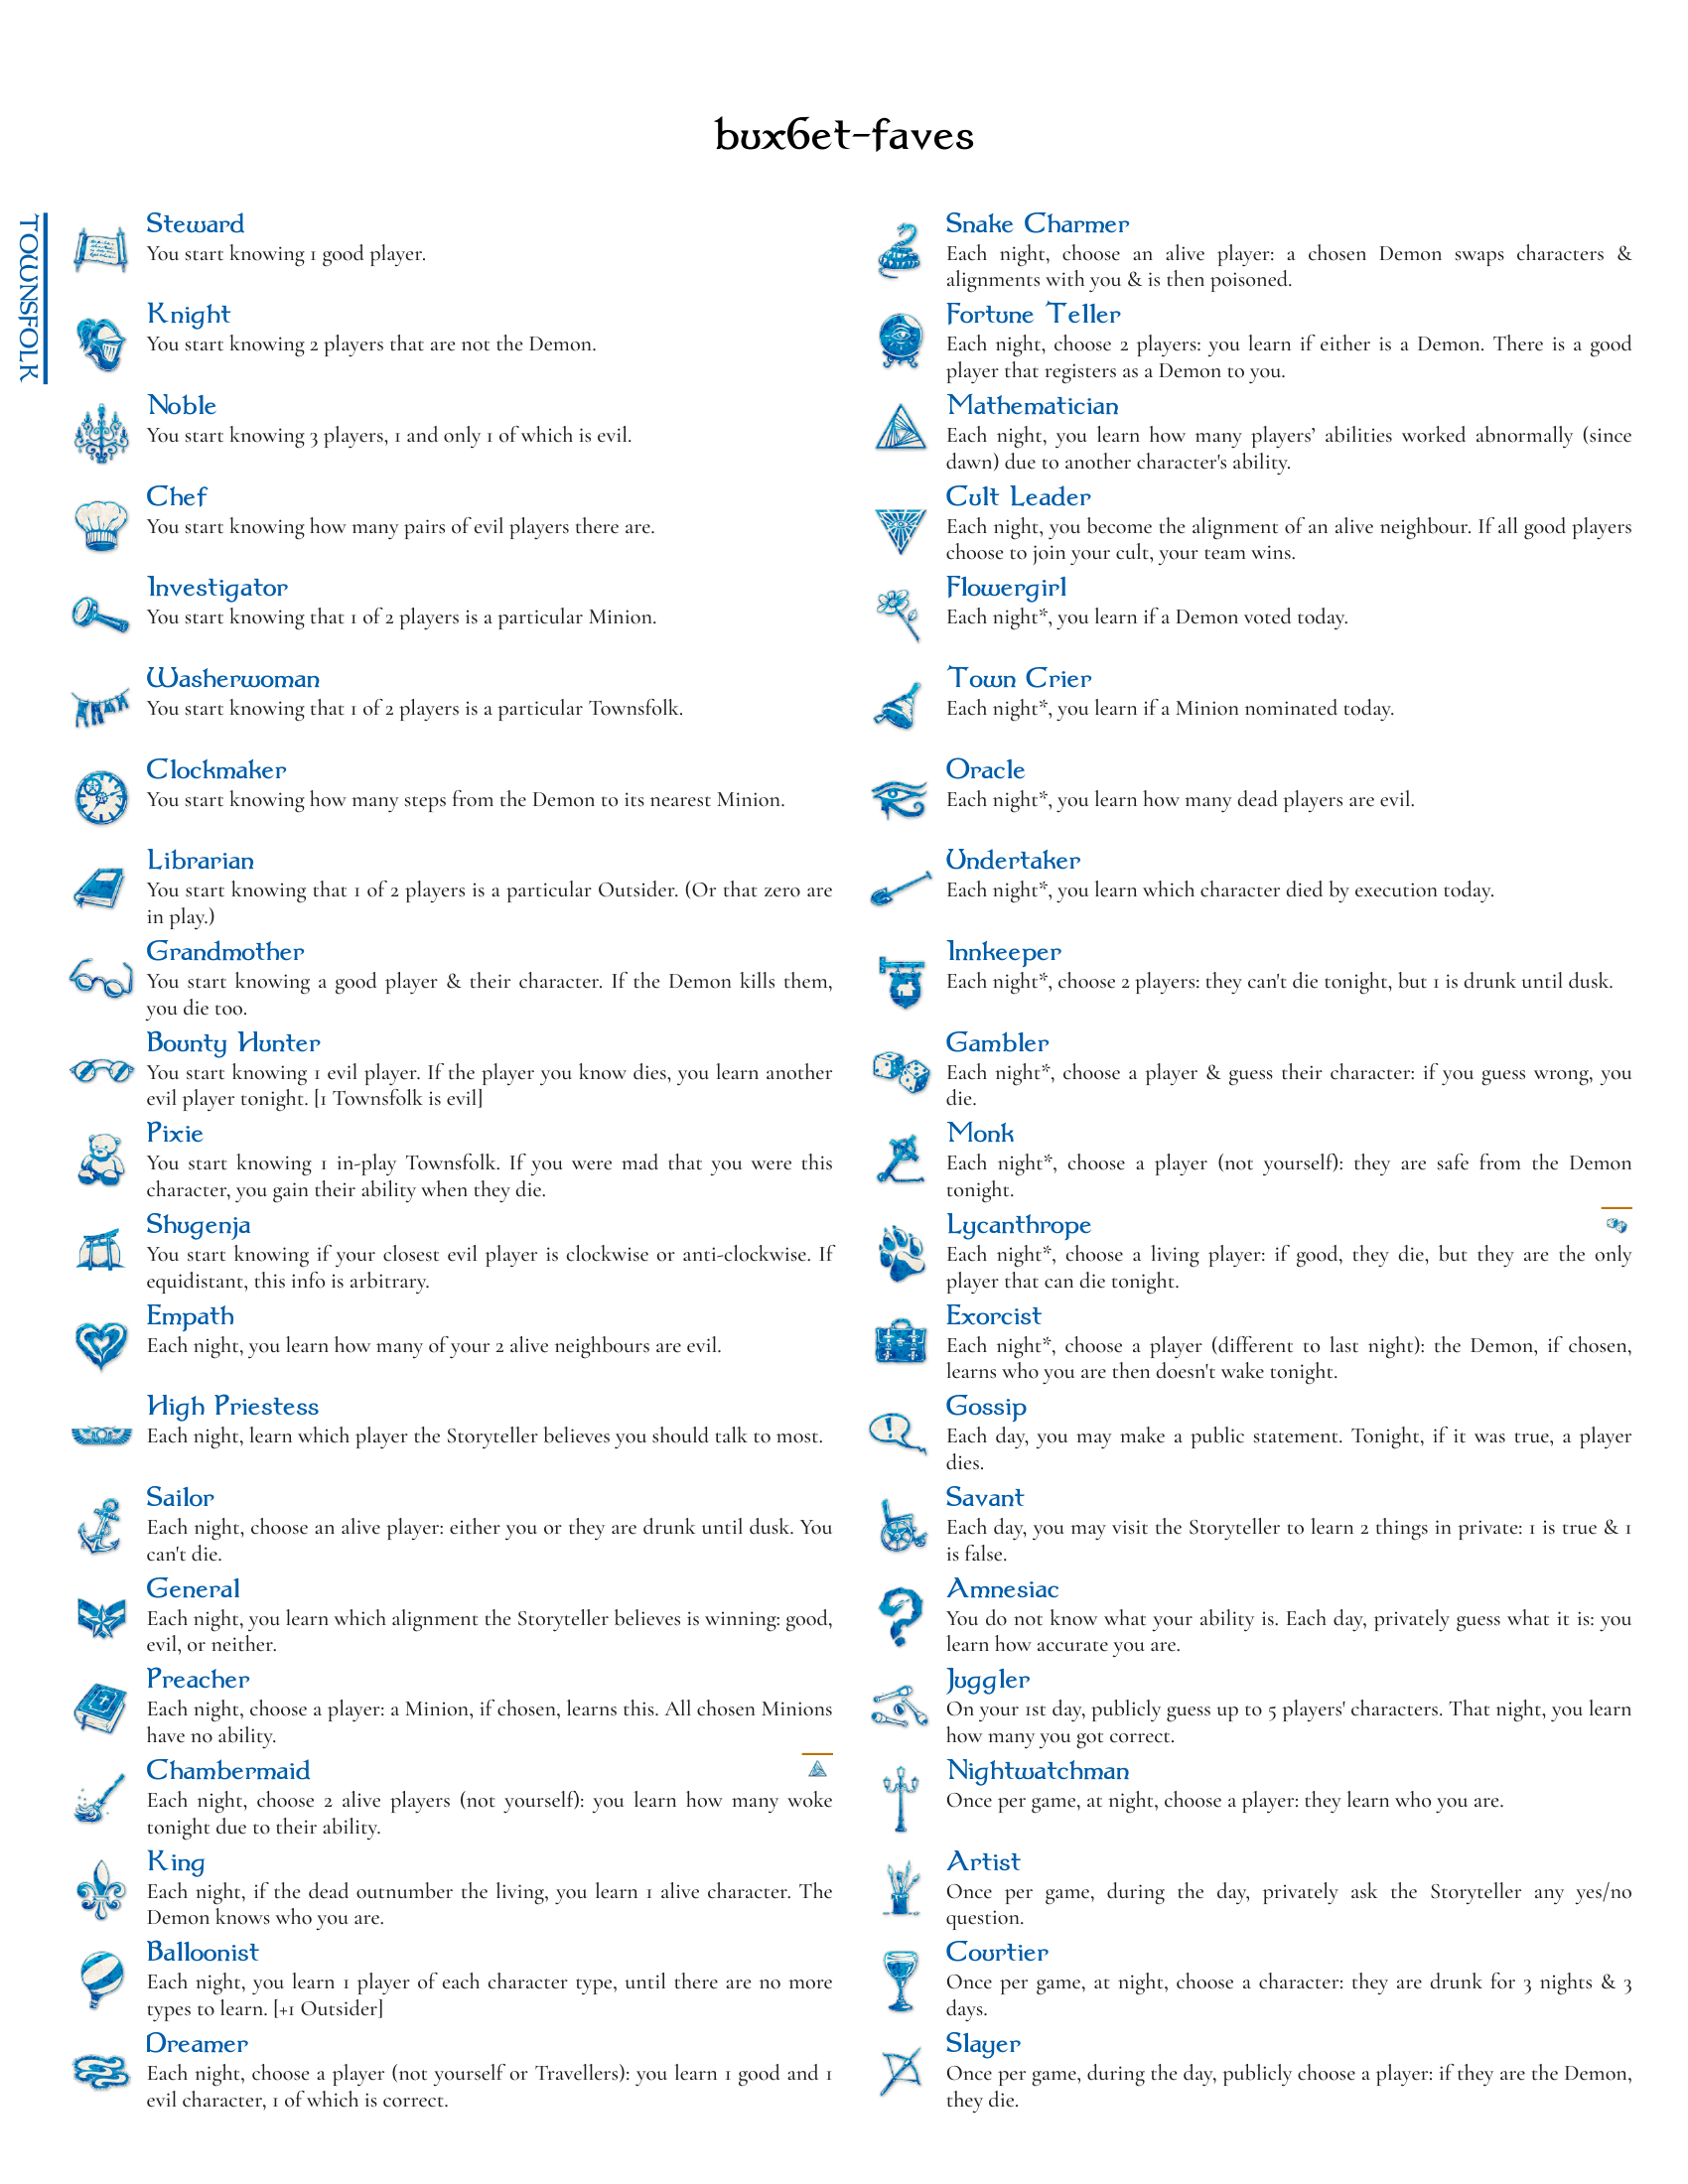 bux6et-faves
TOWNSFOLK
Steward
You start knowing 1 good player.
Knight
You start knowing 2 players that are not the Demon.
Noble
You start knowing 3 players, 1 and only 1 of which is evil.
Chef
You start knowing how many pairs of evil players there are.
Investigator
You start knowing that 1 of 2 players is a particular Minion.
Washerwoman
You start knowing that 1 of 2 players is a particular Townsfolk.
Clockmaker
You start knowing how many steps from the Demon to its nearest Minion.
Librarian
You start knowing that 1 of 2 players is a particular Outsider. (Or that zero are
in play.)
Grandmother
You start knowing a good player & their character. If the Demon kills them,
you die too.
Bounty Hunter
You start knowing 1 evil player. If the player you know dies, you learn another
evil player tonight. [1 Townsfolk is evil]
Pixie
You start knowing 1 in-play Townsfolk. If you were mad that you were this
character, you gain their ability when they die.
Shugenja
You start knowing if your closest evil player is clockwise or anti-clockwise. If
equidistant, this info is arbitrary.
Empath
Each night, you learn how many of your 2 alive neighbours are evil.
High Priestess
Each night, learn which player the Storyteller believes you should talk to most.
Sailor
Each night, choose an alive player: either you or they are drunk until dusk. You
can't die.
General
Each night, you learn which alignment the Storyteller believes is winning: good,
evil, or neither.
Preacher
Each night, choose a player: a Minion, if chosen, learns this. All chosen Minions
have no ability.
Chambermaid
Each night, choose 2 alive players (not yourself): you learn how many woke
tonight due to their ability.
King
Each night, if the dead outnumber the living, you learn 1 alive character. The
Demon knows who you are.
Balloonist
Each night, you learn 1 player of each character type, until there are no more
types to learn. [+1 Outsider]
Dreamer
Each night, choose a player (not yourself or Travellers): you learn 1 good and 1
evil character, 1 of which is correct.
Snake Charmer
Each night, choose an alive player: a chosen Demon swaps characters &
alignments with you & is then poisoned.
Fortune Teller
Each night, choose 2 players: you learn if either is a Demon. There is a good
player that registers as a Demon to you.
Mathematician
Each night, you learn how many players’ abilities worked abnormally (since
dawn) due to another character's ability.
Cult Leader
Each night, you become the alignment of an alive neighbour. If all good players
choose to join your cult, your team wins.
Flowergirl
Each night*, you learn if a Demon voted today.
Town Crier
Each night*, you learn if a Minion nominated today.
Oracle
Each night*, you learn how many dead players are evil.
Undertaker
Each night*, you learn which character died by execution today.
Innkeeper
Each night*, choose 2 players: they can't die tonight, but 1 is drunk until dusk.
Gambler
Each night*, choose a player & guess their character: if you guess wrong, you
die.
Monk
Each night*, choose a player (not yourself): they are safe from the Demon
tonight.
Lycanthrope
Each night*, choose a living player: if good, they die, but they are the only
player that can die tonight.
Exorcist
Each night*, choose a player (different to last night): the Demon, if chosen,
learns who you are then doesn't wake tonight.
Gossip
Each day, you may make a public statement. Tonight, if it was true, a player
dies.
Savant
Each day, you may visit the Storyteller to learn 2 things in private: 1 is true & 1
is false.
Amnesiac
You do not know what your ability is. Each day, privately guess what it is: you
learn how accurate you are.
Juggler
On your 1st day, publicly guess up to 5 players' characters. That night, you learn
how many you got correct.
Nightwatchman
Once per game, at night, choose a player: they learn who you are.
Artist
Once per game, during the day, privately ask the Storyteller any yes/no
question.
Courtier
Once per game, at night, choose a character: they are drunk for 3 nights & 3
days.
Slayer
Once per game, during the day, publicly choose a player: if they are the Demon,
they die.